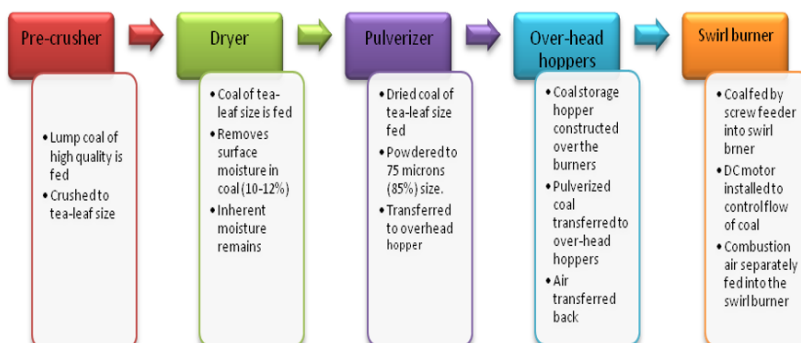 Pre-crusher
• Lump coal of
high quality is
fed
• Crushed to
tea-leaf size
Dryer
• Coal of tea-
leaf size is fed
• Removes
surface
moisture in
coal (10-12%)
• Inherent
moisture
remains
Pulverizer
• Dried coal of
tea-leaf size
fed
• Powdered to
75 microns
(85%) size.
• Transferred
to overhead
hopper
Over-head
hoppers
• Coal storage
hopper
constructed
over the
burners
• Pulverized
coal
transferred to
over-head
hoppers
• Air
transferred
back
Swirl burner
• Coal fed by
screw feeder
into swirl
brner
• DC motor
installed to
control flow
of coal
• Combustion
air separately
fed into the
swirl burner